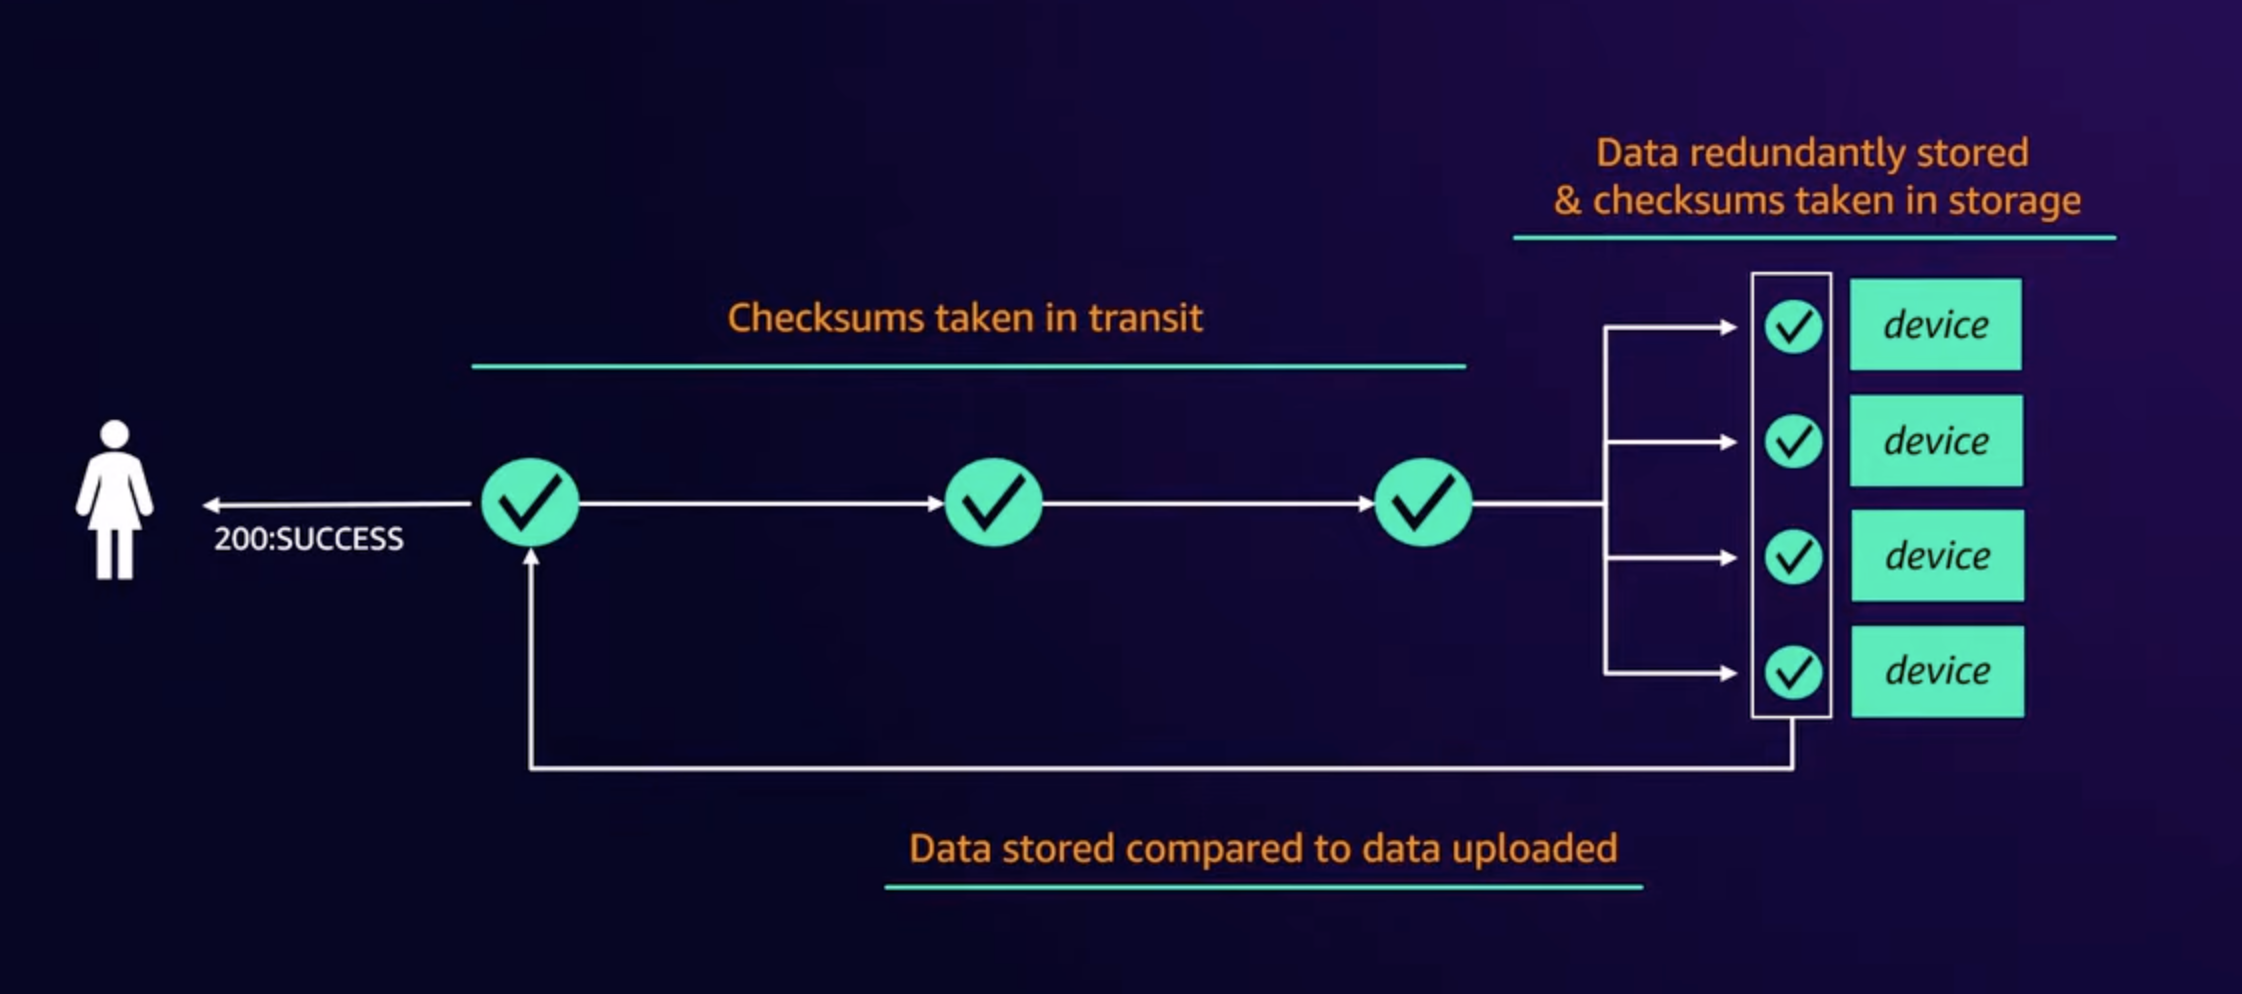 Data redundantly stored
& checksums taken in storage
Checksums taken in transit
device
device
200:SUCCESS
device
device
Data stored compared to data uploaded